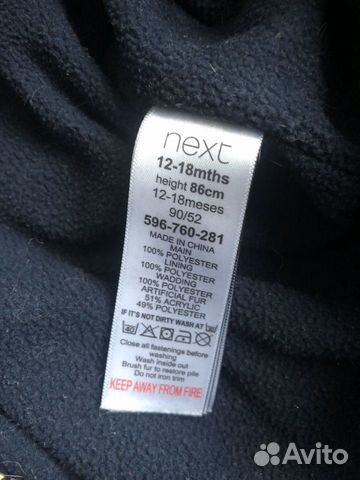 next
12-18mths
height 86cm
12-18meses
90/52
596-760-281
MADE IN CHINA
MAIN
100% POLYESTER
LINING
100% POLYESTER
WADDING
100% POLYESTER
ARTIFICIAL FUR
51% ACRYLIC
49% POLYESTER
IF IT'S NOT DIRTY WASH AT
40
Close all fastenings before
washing
Wash inside out
Brush fur to restore pile
Do not iron trim
KEEP AWAY FROM FIRE
Avito